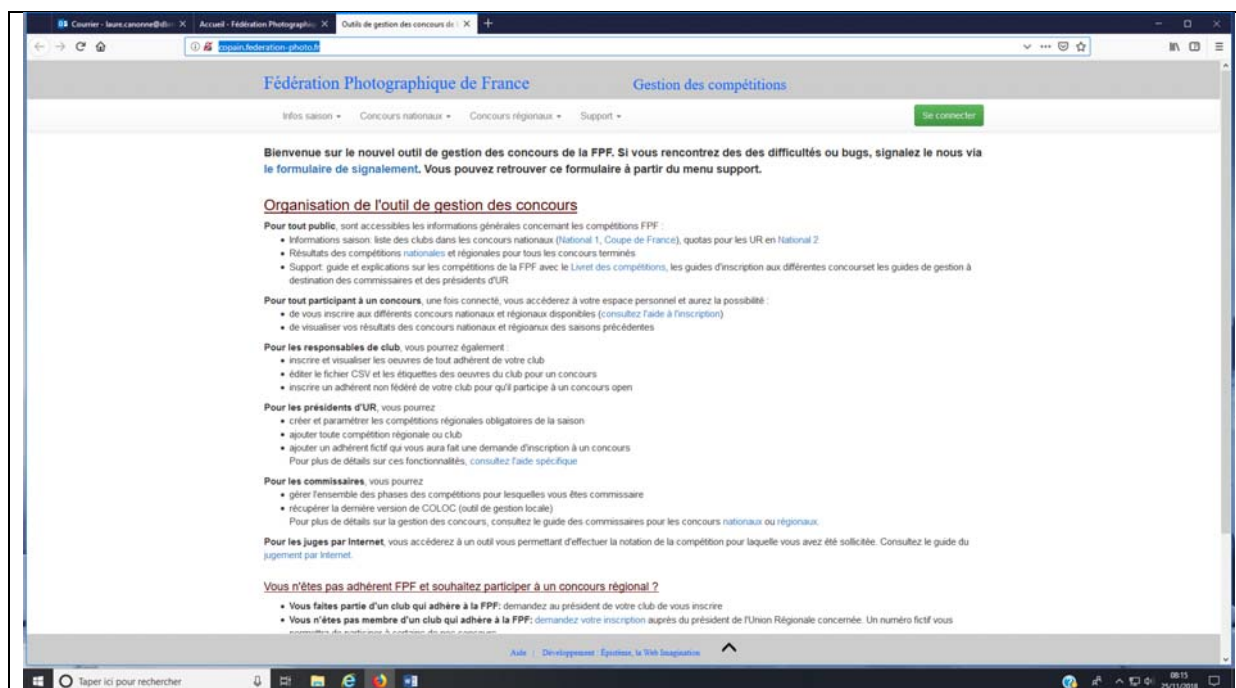 Courrier - laure.canonne@d
Accueil - Fédération Photographiq
Outils de gestion des concours de
copain.federation-photo.fr
Fédération Photographique de France Gestion des compétitions
Infos saison Concours nationaux Concours régionaux Support Se connecter
Bienvenue sur le nouvel outil de gestion des concours de la FPF. Si vous rencontrez des des difficultés ou bugs, signalez le nous via
le formulaire de signalement. Vous pouvez retrouver ce formulaire à partir du menu support.
Organisation de l'outil de gestion des concours
Pour tout public, sont accessibles les informations générales concernant les compétitions FPF :
• Informations saison: liste des clubs dans les concours nationaux (National 1, Coupe de France), quotas pour les UR en National 2
• Résultats des compétitions nationales et régionales pour tous les concours terminés
• Support: guide et explications sur les compétitions de la FPF avec le Livret des compétitions, les guides d'inscription aux différentes concourset les guides de gestion à
destination des commissaires et des présidents d'UR
Pour tout participant à un concours, une fois connecté, vous accéderez à votre espace personnel et aurez la possibilité :
• de vous inscrire aux différents concours nationaux et régionaux disponibles (consultez l'aide à l'inscription)
• de visualiser vos résultats des concours nationaux et régioanux des saisons précédentes
Pour les responsables de club, vous pourrez également :
• inscrire et visualiser les oeuvres de tout adhérent de votre club
• éditer le fichier CSV et les étiquettes des oeuvres du club pour un concours
• inscrire un adhérent non fédéré de votre club pour qu'il participe à un concours open
Pour les présidents d'UR, vous pourrez
• créer et paramétrer les compétitions régionales obligatoires de la saison
• ajouter toute compétition régionale ou club
• ajouter un adhérent fictif qui vous aura fait une demande d'inscription à un concours
Pour plus de détails sur ces fonctionnalités, consultez l'aide spécifique
Pour les commissaires, vous pourrez
• gérer l'ensemble des phases des compétitions pour lesquelles vous êtes commissaire
• récupérer la dernière version de COLOC (outil de gestion locale)
Pour plus de détails sur la gestion des concours, consultez le guide des commissaires pour les concours nationaux ou régionaux.
Pour les juges par Internet, vous accéderez à un outil vous permettant d'effectuer la notation de la compétition pour laquelle vous avez été sollicitée. Consultez le guide du
jugement par Internet.
Vous n'êtes pas adhérent FPF et souhaitez participer à un concours régional ?
• Vous faites partie d'un club qui adhère à la FPF: demandez au président de votre club de vous inscrire
• Vous n'êtes pas membre d'un club qui adhère à la FPF: demandez votre inscription auprès du président de l'Union Régionale concernée. Un numéro fictif vous
permettra de participer à certains de nos concours
Aide | Développement : Épistème, la Web Imagination
Taper ici pour rechercher
08:15
25/11/2018